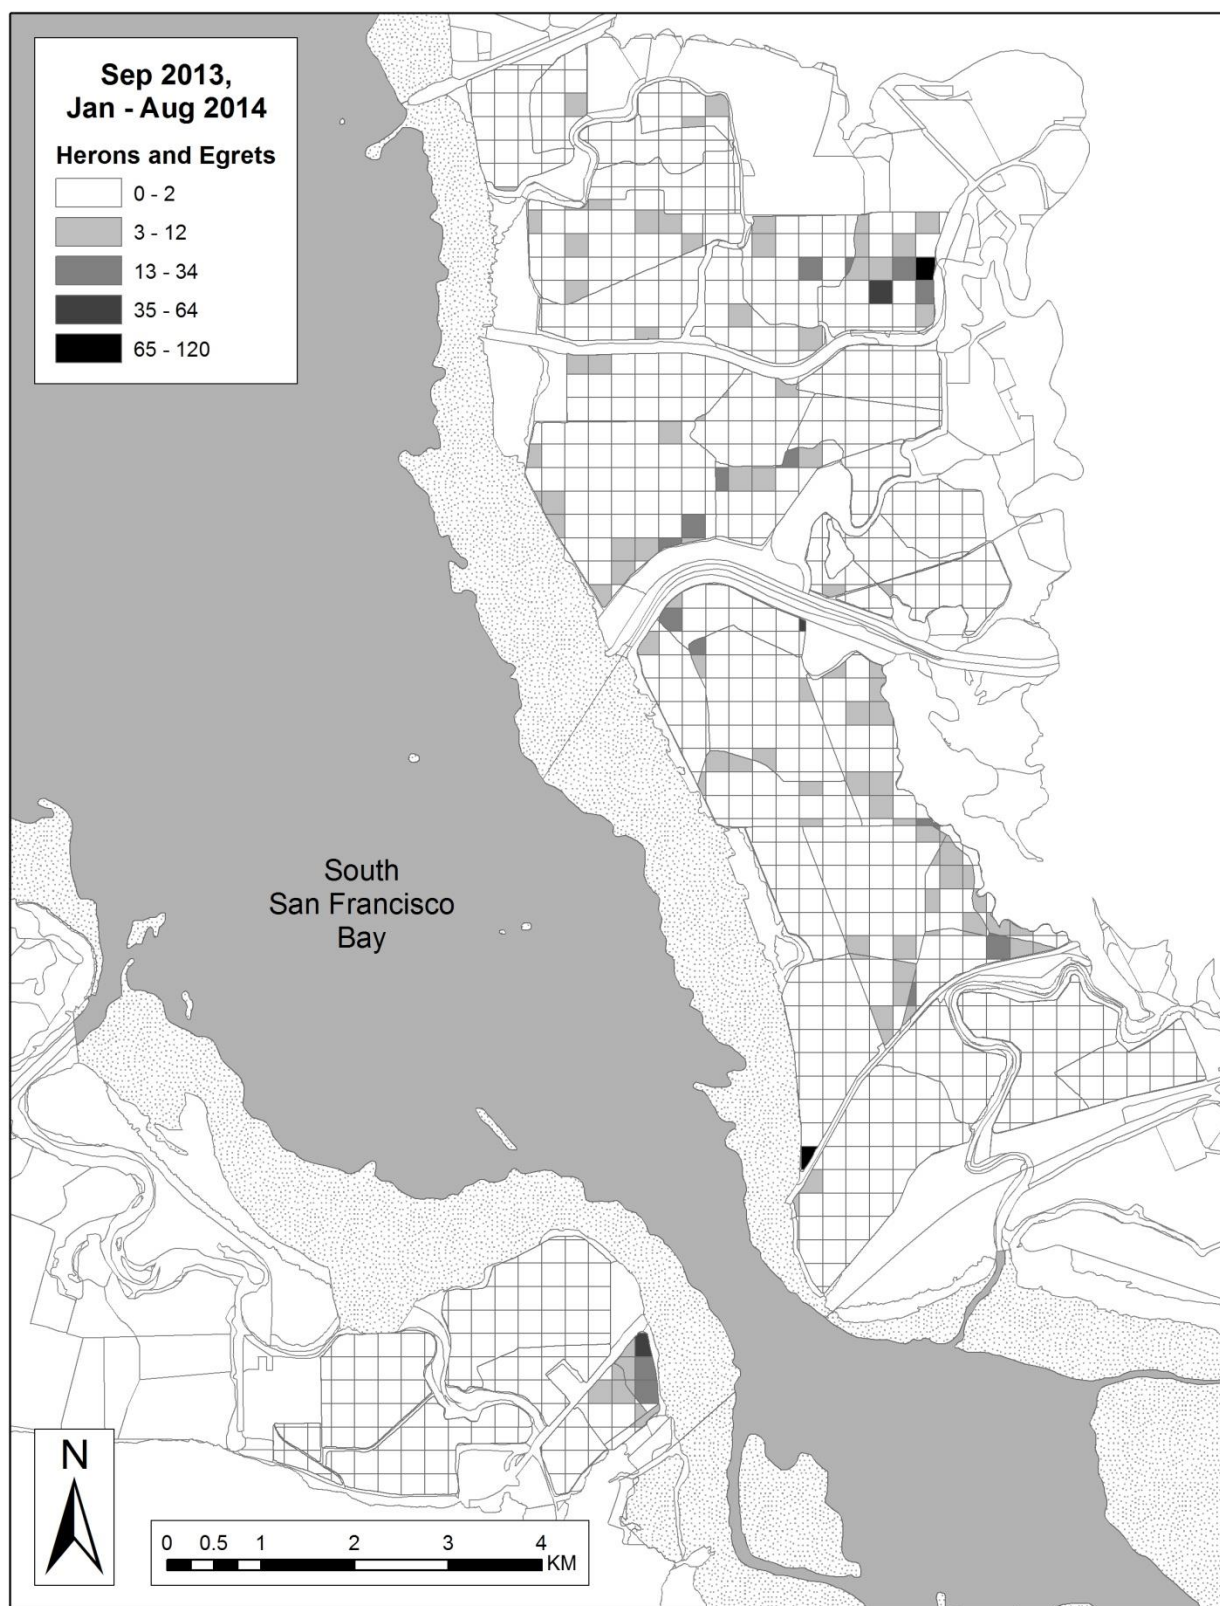 Sep 2013,
Jan - Aug 2014
Herons and Egrets
0 - 2
3 - 12
13 - 34
35 - 64
65 - 120
South
San Francisco
Bay
N
0 0.5 1 2 3 4
KM